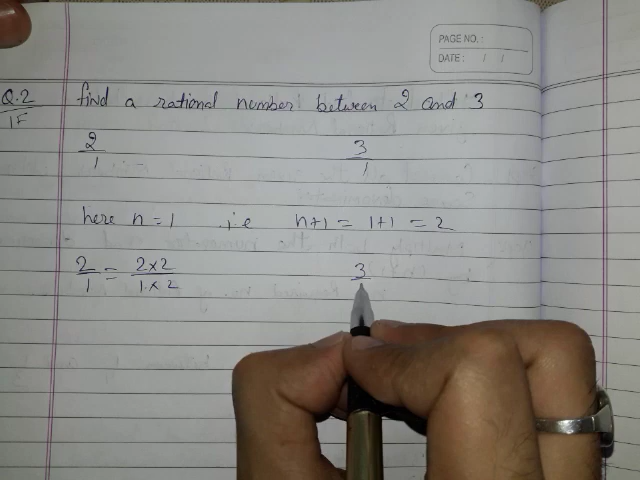 PAGE NO.:
DATE: / /
Q.2 find a rational number between 2 and 3
IF
2/1 3/1
here n=1 i.e n+1 = 1+1 = 2
2/1 = 2×2/1×2 3